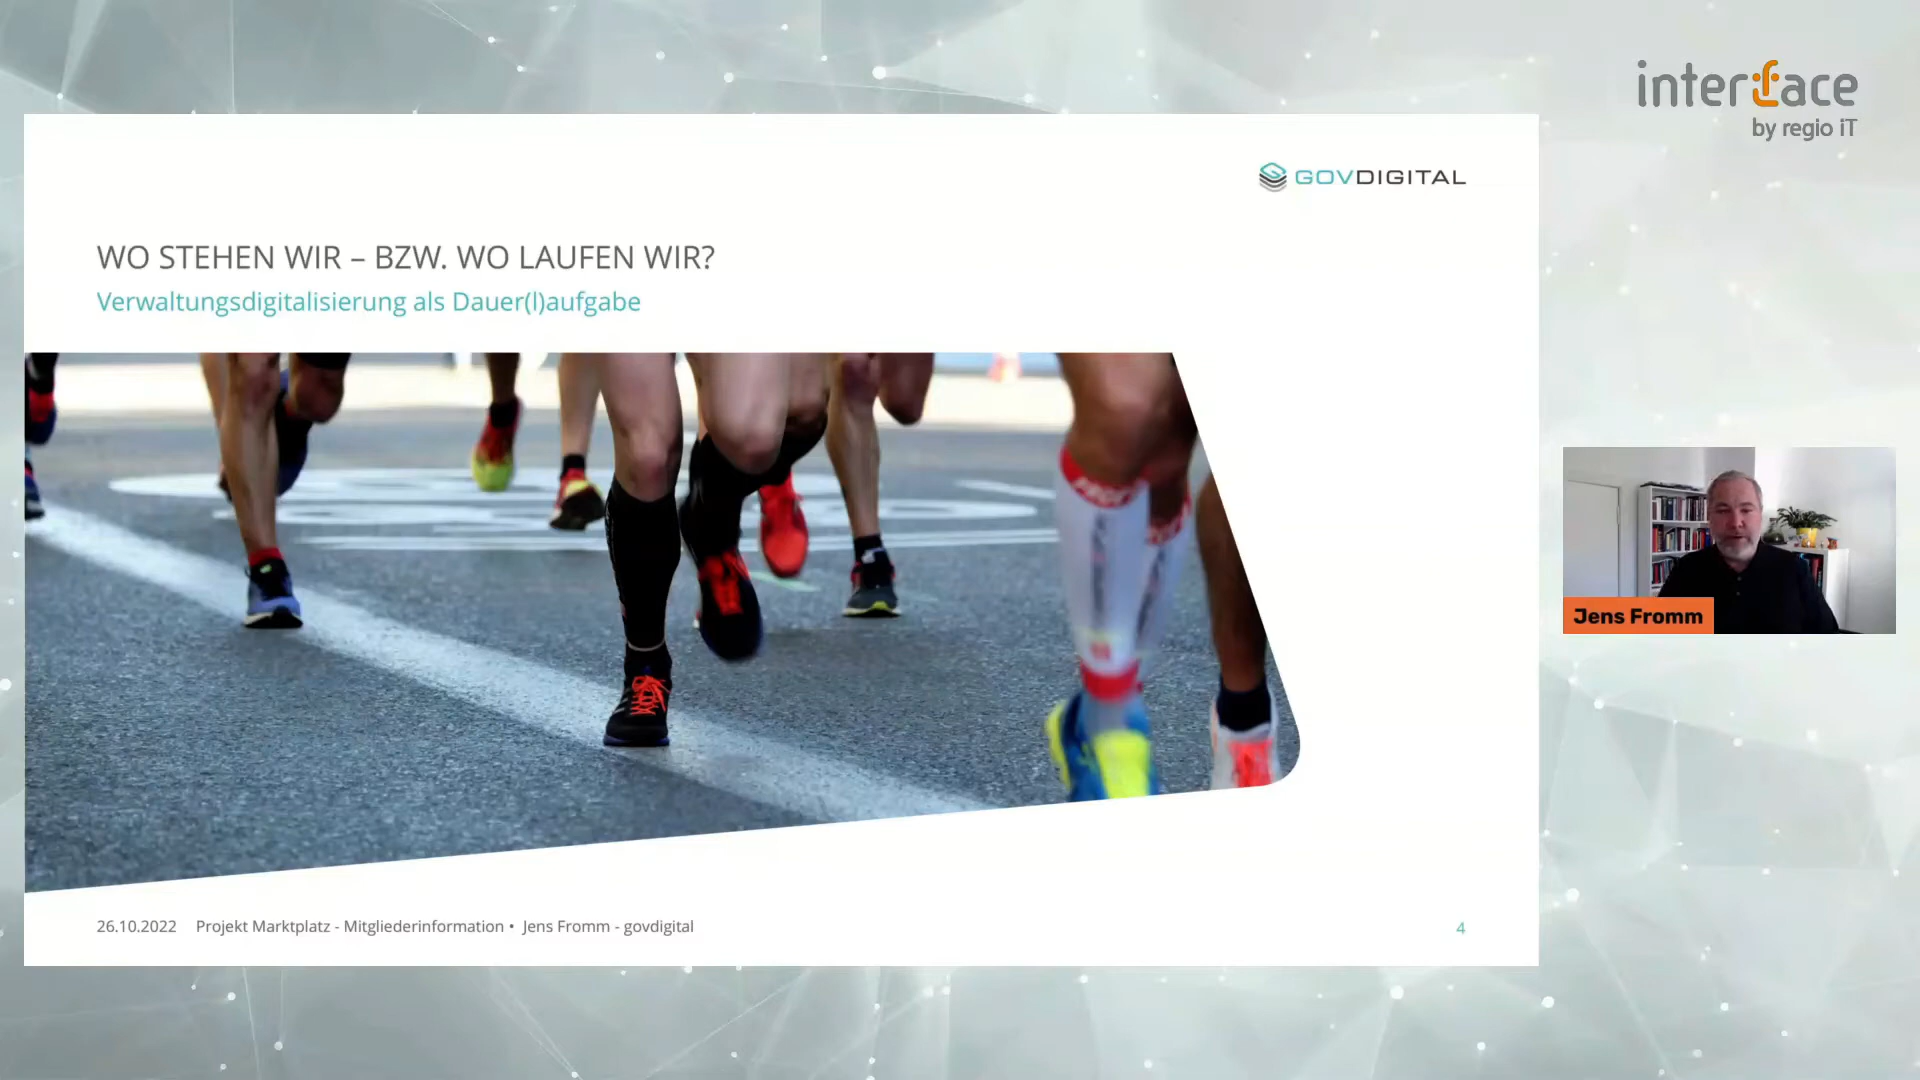 interface
by regio iT
GOVDIGITAL
WO STEHEN WIR – BZW. WO LAUFEN WIR?
Verwaltungsdigitalisierung als Dauer(l)aufgabe
Jens Fromm
26.10.2022 Projekt Marktplatz - Mitgliederinformation • Jens Fromm - govdigital
4